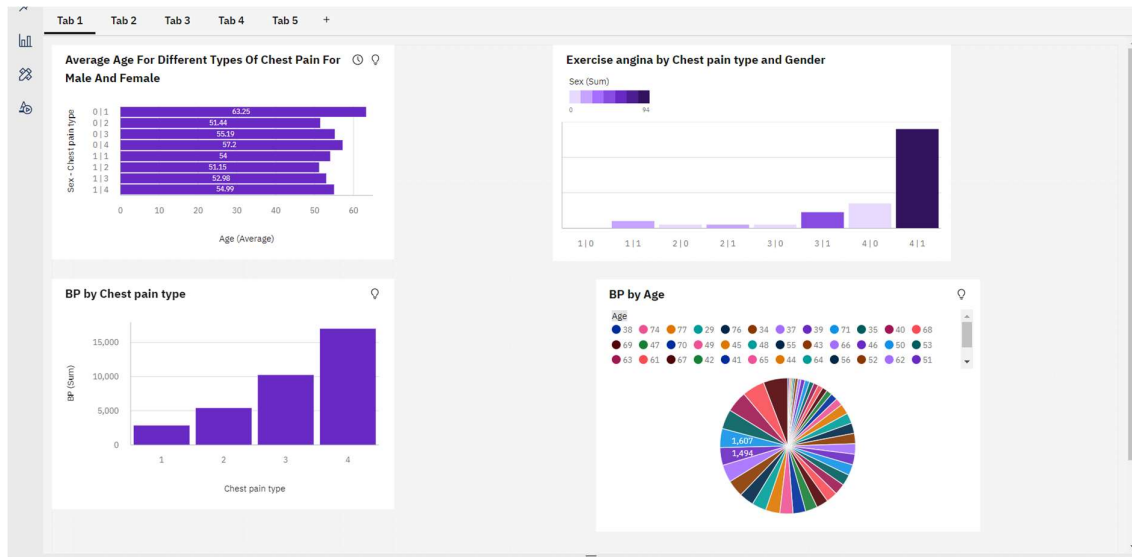 Tab 1 Tab 2 Tab 3 Tab 4 Tab 5 +
Average Age For Different Types Of Chest Pain For
Male And Female
Sex - Chest pain type
0 | 1 63.25
0 | 2 51.44
0 | 3 55.19
0 | 4 57.2
1 | 1 54
1 | 2 51.15
1 | 3 52.98
1 | 4 54.99
0 10 20 30 40 50 60
Age (Average)
Exercise angina by Chest pain type and Gender
Sex (Sum)
0 94
1 | 0 1 | 1 2 | 0 2 | 1 3 | 0 3 | 1 4 | 0 4 | 1
BP by Chest pain type
BP (Sum)
15,000
10,000
5,000
0
1 2 3 4
Chest pain type
BP by Age
Age
38 74 77 29 76 34 37 39 71 35 40 68
69 47 70 49 45 48 55 43 66 46 50 53
63 61 67 42 41 65 44 64 56 52 62 51
1,607
1,494